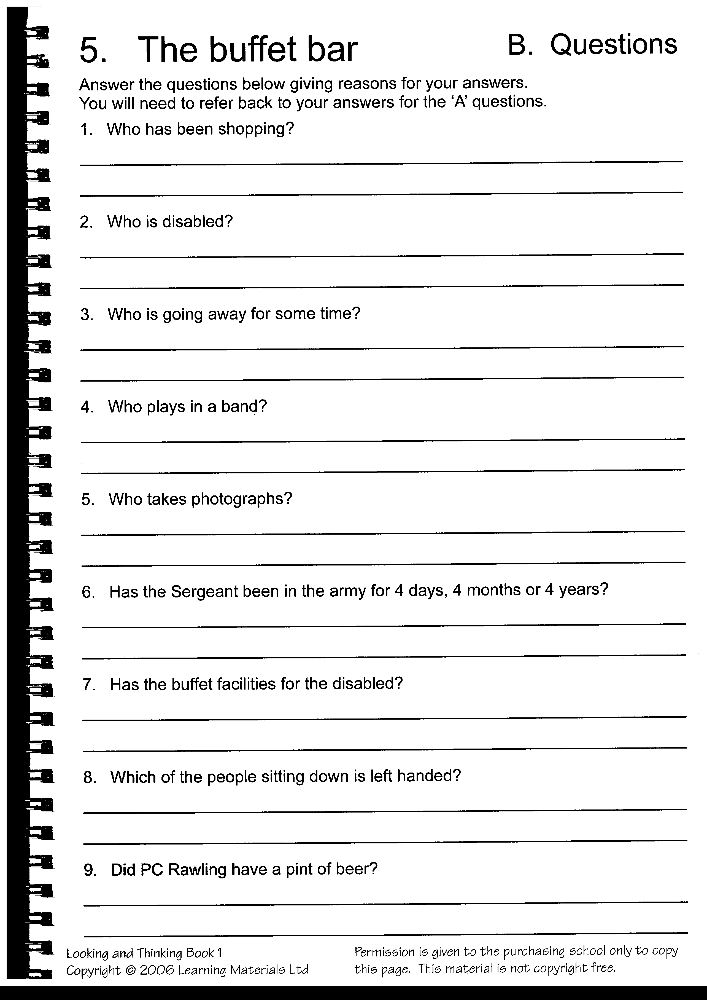 5. The buffet bar
B. Questions
Answer the questions below giving reasons for your answers.
You will need to refer back to your answers for the ‘A’ questions.
1. Who has been shopping?
2. Who is disabled?
3. Who is going away for some time?
4. Who plays in a band?
5. Who takes photographs?
6. Has the Sergeant been in the army for 4 days, 4 months or 4 years?
7. Has the buffet facilities for the disabled?
8. Which of the people sitting down is left handed?
9. Did PC Rawling have a pint of beer?
Looking and Thinking Book 1
Copyright © 2006 Learning Materials Ltd
Permission is given to the purchasing school only to copy
this page. This material is not copyright free.